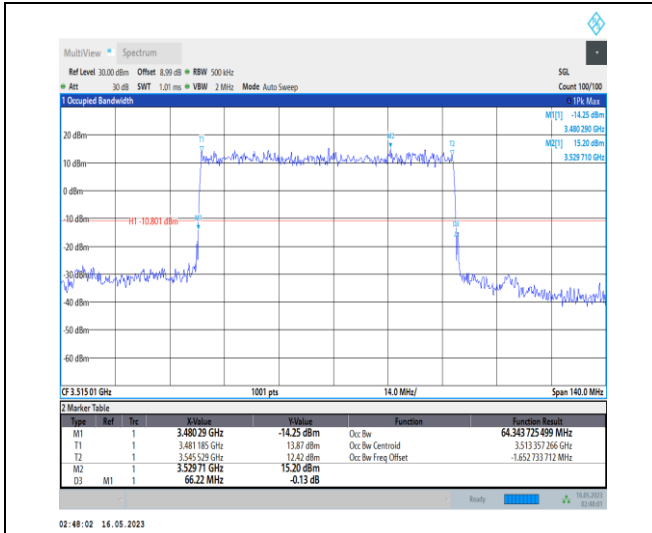 MultiView Spectrum
Ref Level 30.00 dBm Offset 8.99 dB RBW 500 kHz SGL
Att 30 dB SWT 1.01 ms VBW 2 MHz Mode Auto Sweep Count 100/100
1 Occupied Bandwidth 1Pk Max
M1[1] -14.25 dBm
3.480 290 GHz
M2[1] 15.20 dBm
3.529 710 GHz
20 dBm
T1
M2
T2
10 dBm
0 dBm
-10 dBm
H1 -10.801 dBm
M1
D3
-20 dBm
-30 dBm
-40 dBm
-50 dBm
-60 dBm
CF 3.515 01 GHz 1001 pts 14.0 MHz/ Span 140.0 MHz
2 Marker Table
Type Ref Trc X-Value Y-Value Function Function Result
M1 1 3.480 29 GHz -14.25 dBm Occ Bw 64.343 725 499 MHz
T1 1 3.481 185 GHz 13.87 dBm Occ Bw Centroid 3.513 357 266 GHz
T2 1 3.545 529 GHz 12.42 dBm Occ Bw Freq Offset -1.652 733 712 MHz
M2 1 3.529 71 GHz 15.20 dBm
D3 M1 1 66.22 MHz -0.13 dB
Ready 16.05.2023
02:48:01
02:48:02 16.05.2023